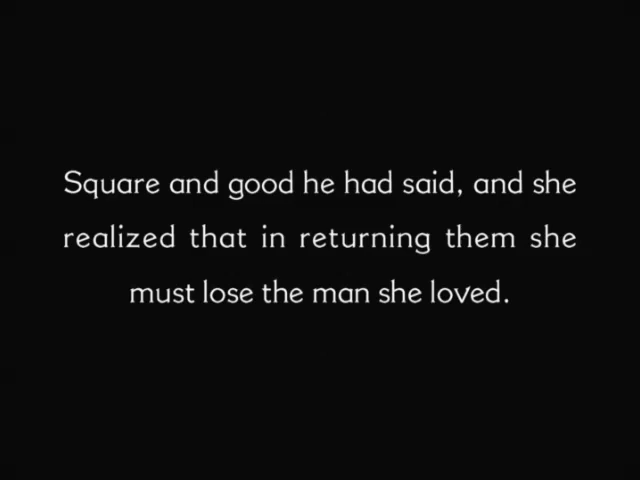 Square and good he had said, and she
realized that in returning them she
must lose the man she loved.